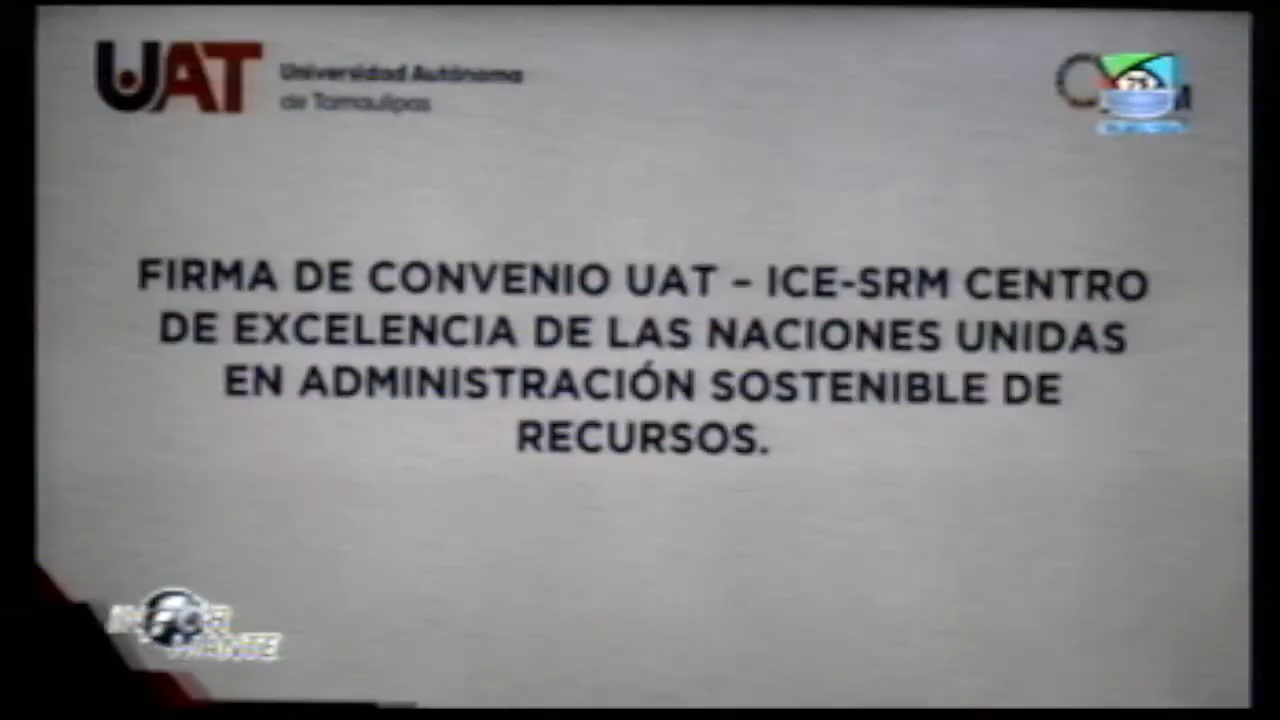 UAT
Universidad Autónoma
de Tamaulipas
FIRMA DE CONVENIO UAT - ICE-SRM CENTRO
DE EXCELENCIA DE LAS NACIONES UNIDAS
EN ADMINISTRACIÓN SOSTENIBLE DE
RECURSOS.